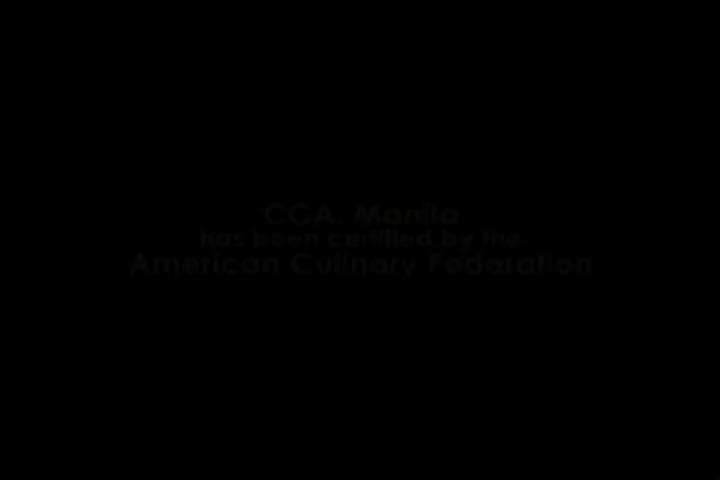 CCA, Manila
has been certified by the
American Culinary Federation